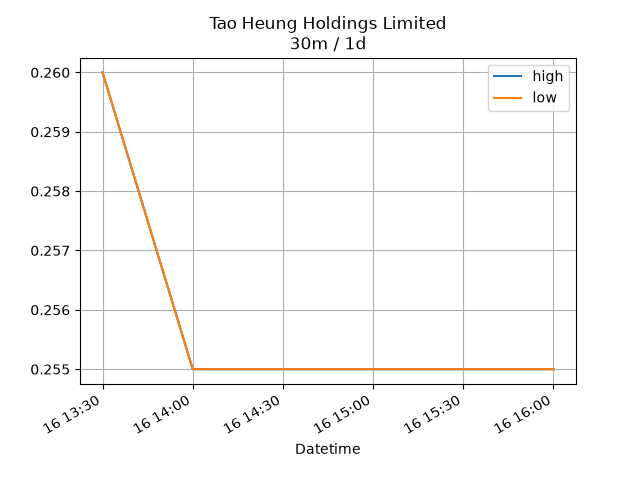 Tao Heung Holdings Limited
30m / 1d
high
low
0.260
0.259
0.258
0.257
0.256
0.255
16 13:30
16 14:00
16 14:30
16 15:00
16 15:30
16 16:00
Datetime